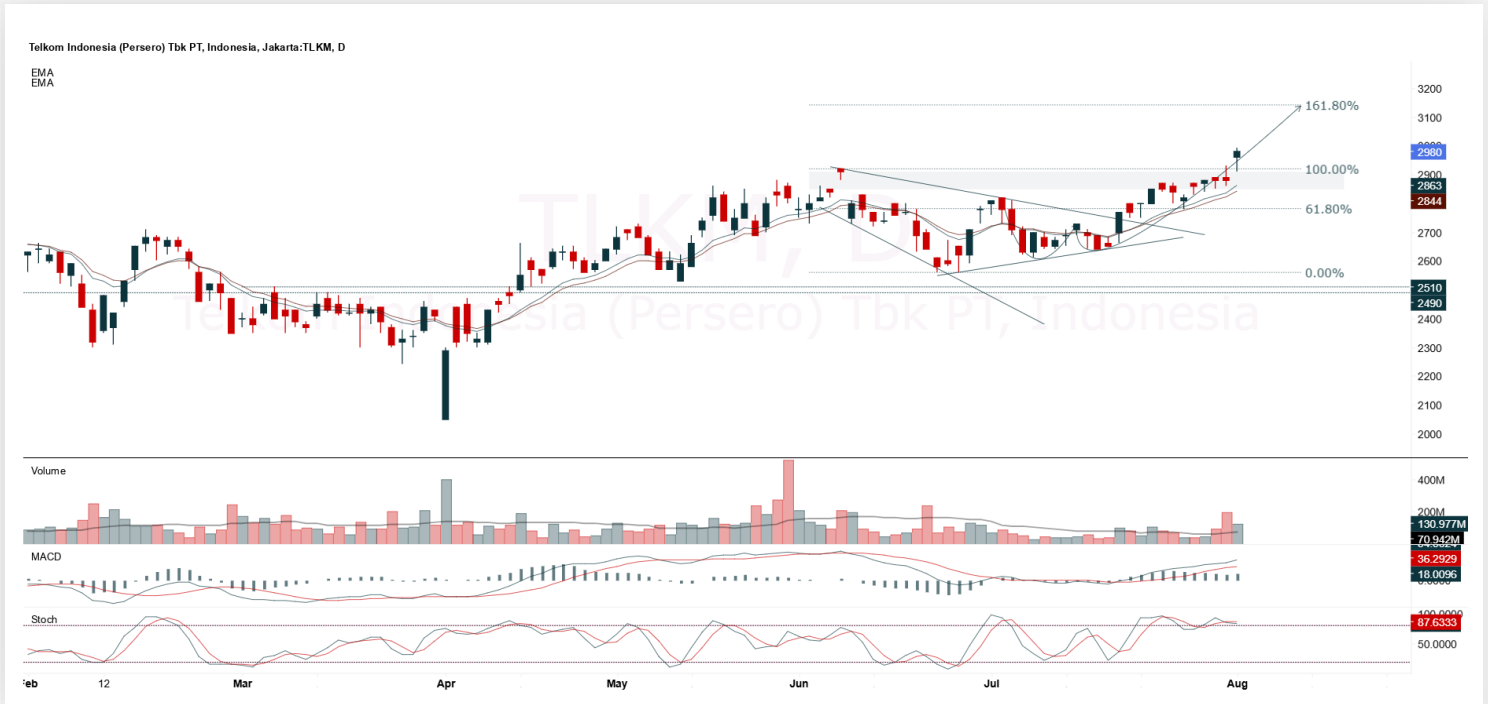 Telkom Indonesia (Persero) Tbk PT, Indonesia, Jakarta:TLKM, D
EMA
EMA
TLKM, D
Telkom Indonesia (Persero) Tbk PT, Indonesia
161.80%
100.00%
61.80%
0.00%
3200
3100
2980
2900
2863
2844
2700
2600
2510
2490
2400
2300
2200
2100
2000
Volume
400M
200M
130.977M
70.942M
MACD
36.2929
18.0096
Stoch
100.0000
87.6333
50.0000
12 Mar Apr May Jun Jul Aug